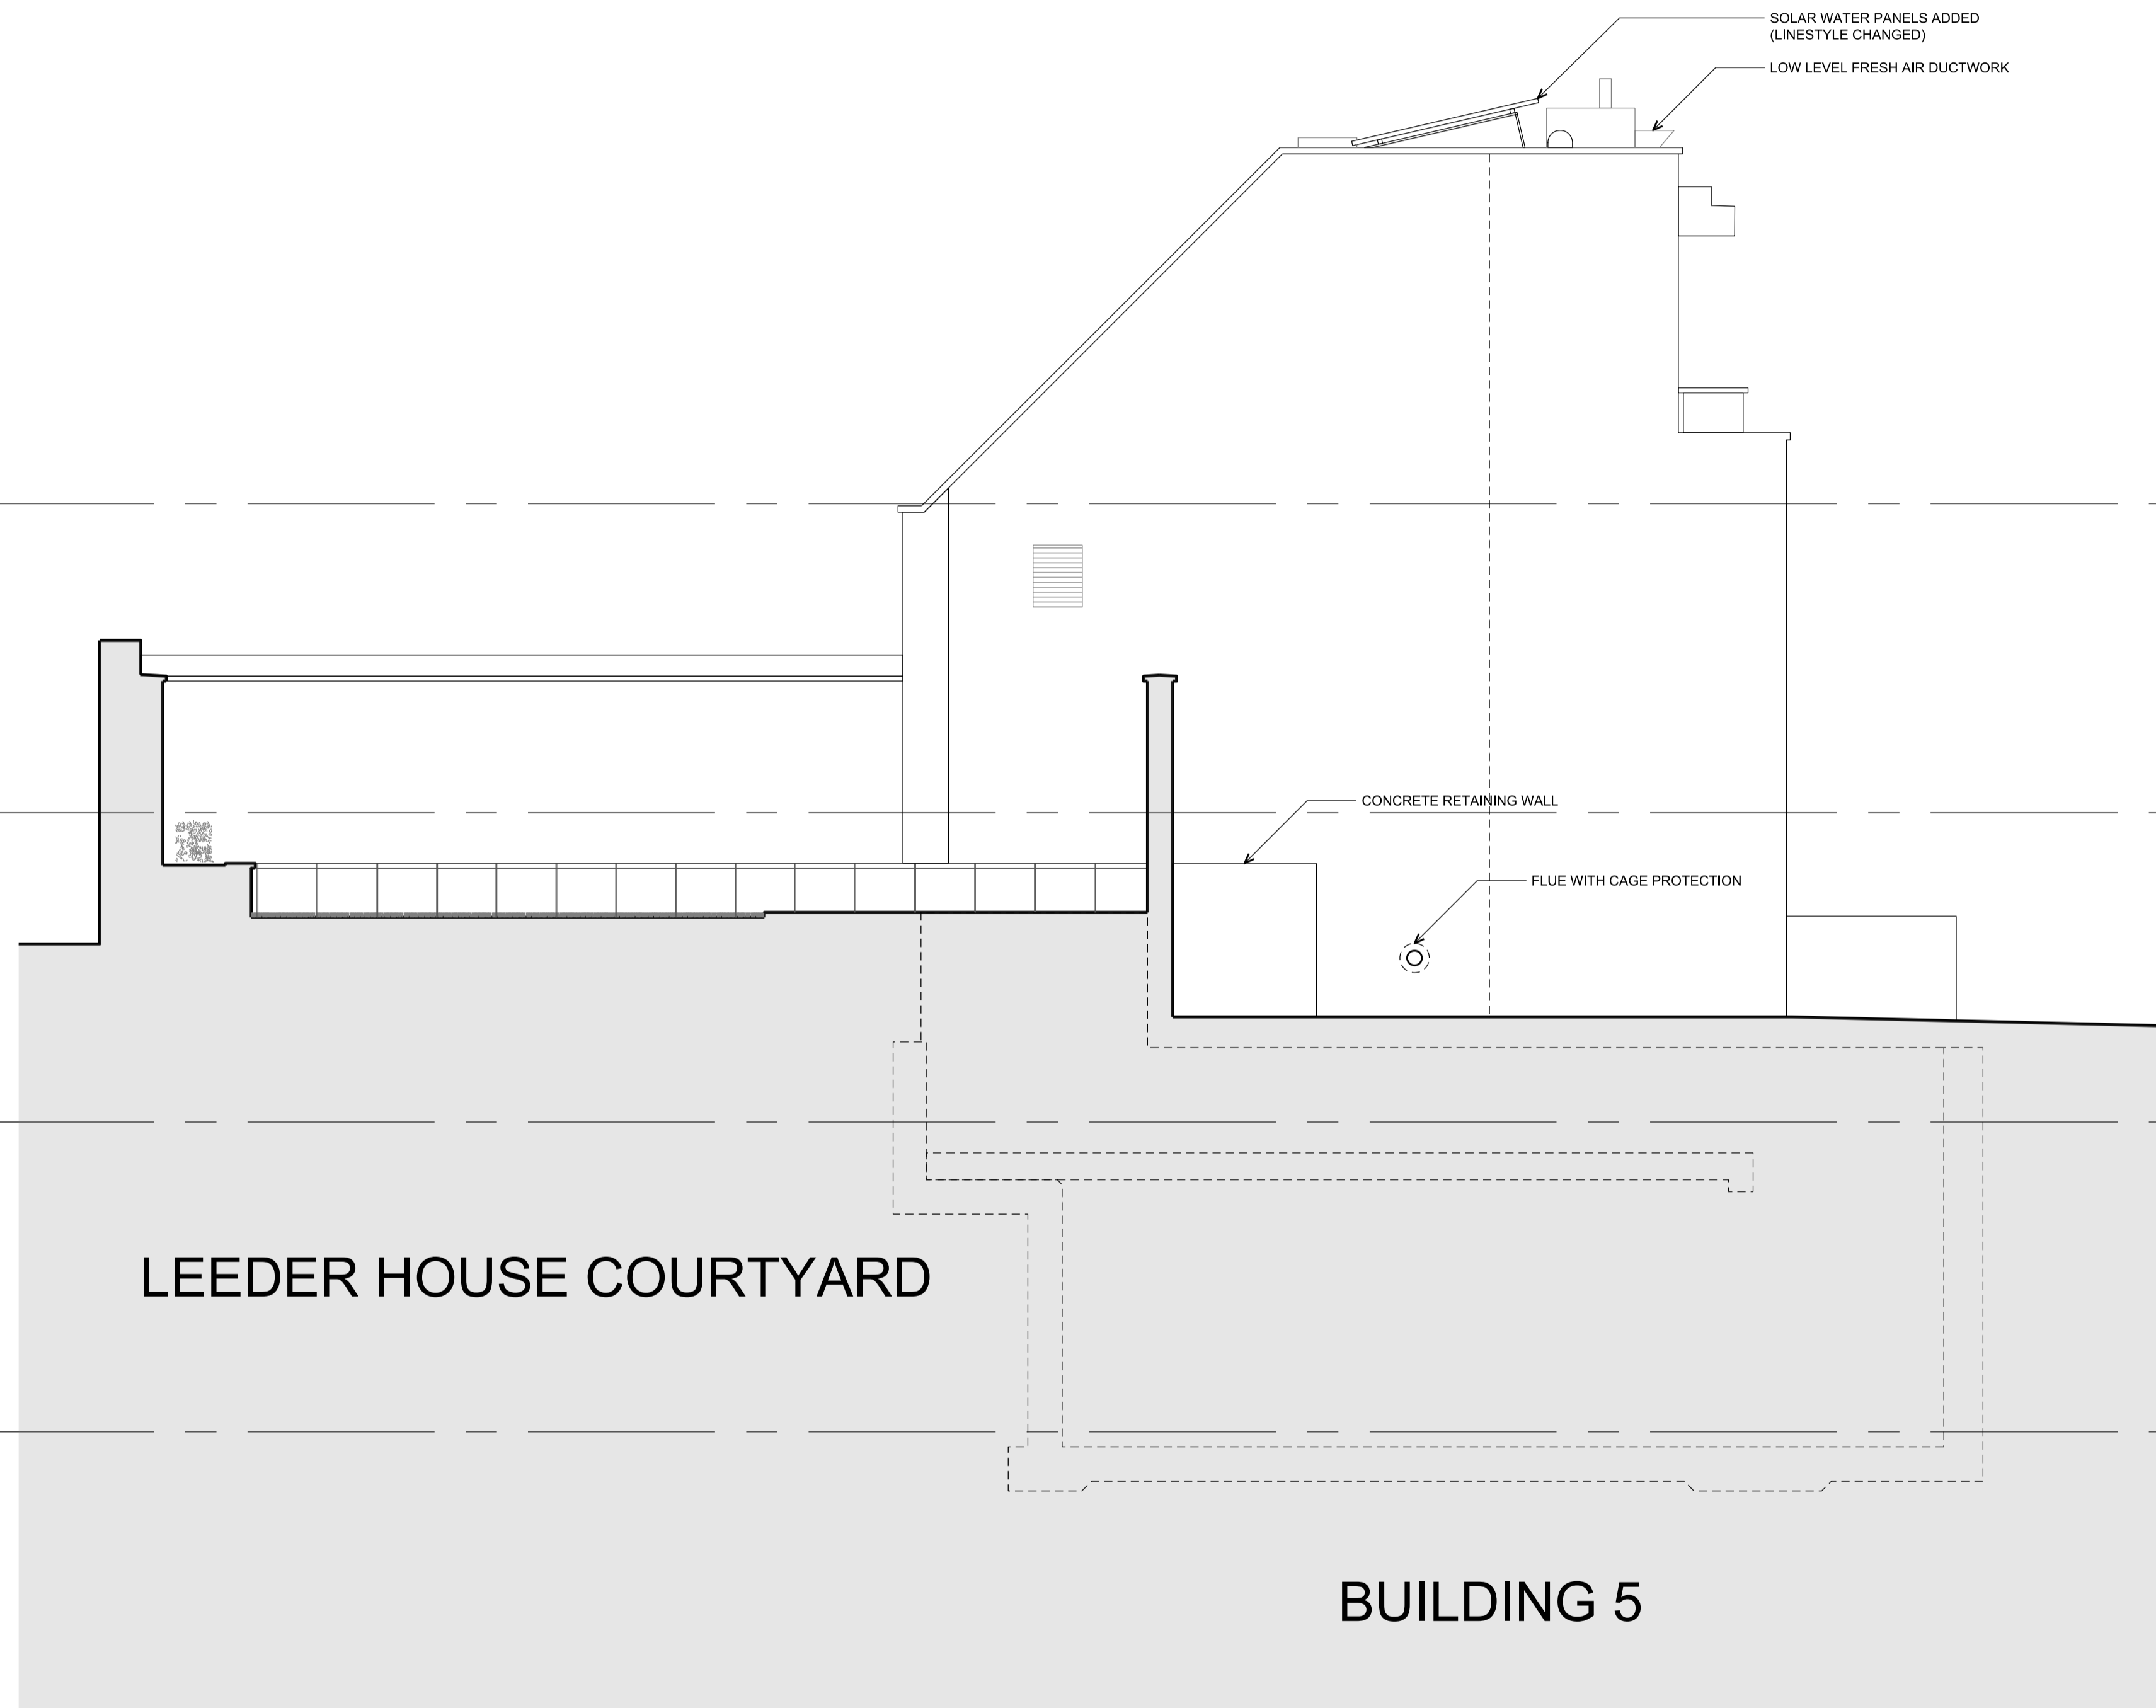 SOLAR WATER PANELS ADDED
(LINESTYLE CHANGED)
LOW LEVEL FRESH AIR DUCTWORK
CONCRETE RETAINING WALL
FLUE WITH CAGE PROTECTION
LEEDER HOUSE COURTYARD
BUILDING 5